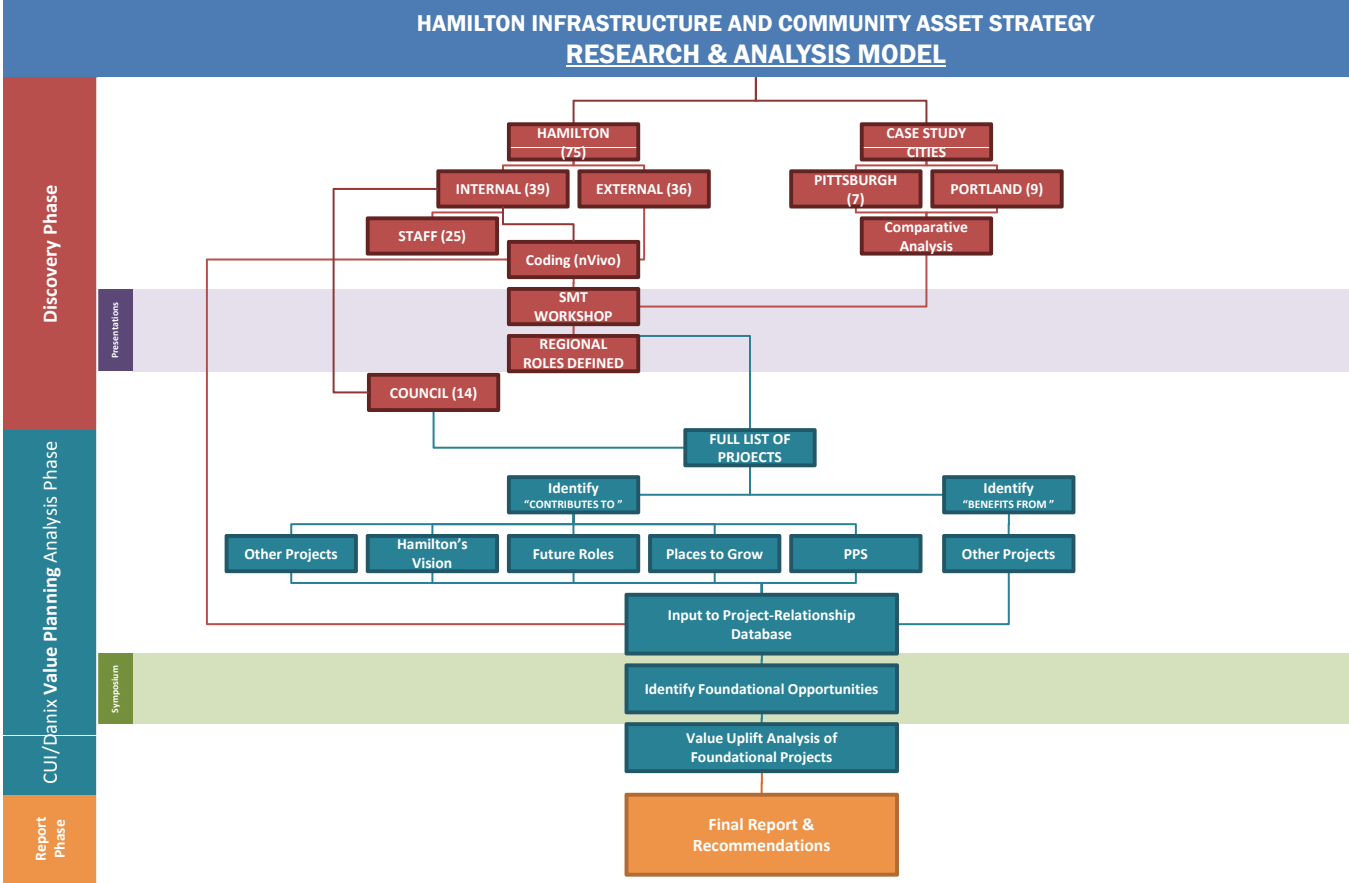 HAMILTON INFRASTRUCTURE AND COMMUNITY ASSET STRATEGY
RESEARCH & ANALYSIS MODEL
Discovery Phase
HAMILTON
(75)
CASE STUDY
CITIES
INTERNAL (39)
EXTERNAL (36)
PITTSBURGH
(7)
PORTLAND (9)
STAFF (25)
Comparative
Analysis
Coding (nVivo)
Presentations
SMT
WORKSHOP
REGIONAL
ROLES DEFINED
COUNCIL (14)
CUI/Danix Value Planning Analysis Phase
FULL LIST OF
PRJOECTS
Identify
"CONTRIBUTES TO "
Identify
"BENEFITS FROM "
Other Projects
Hamilton's
Vision
Future Roles
Places to Grow
PPS
Other Projects
Input to Project-Relationship
Database
Symposium
Identify Foundational Opportunities
Value Uplift Analysis of
Foundational Projects
Report
Phase
Final Report &
Recommendations